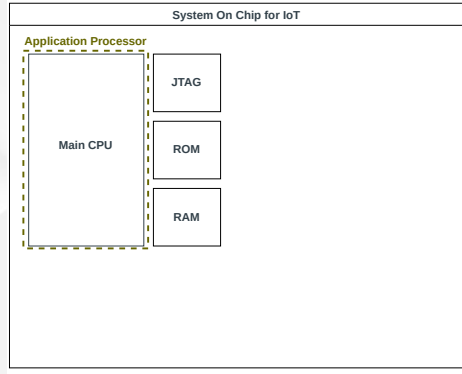 System On Chip for IoT
Application Processor
JTAG
Main CPU
ROM
RAM